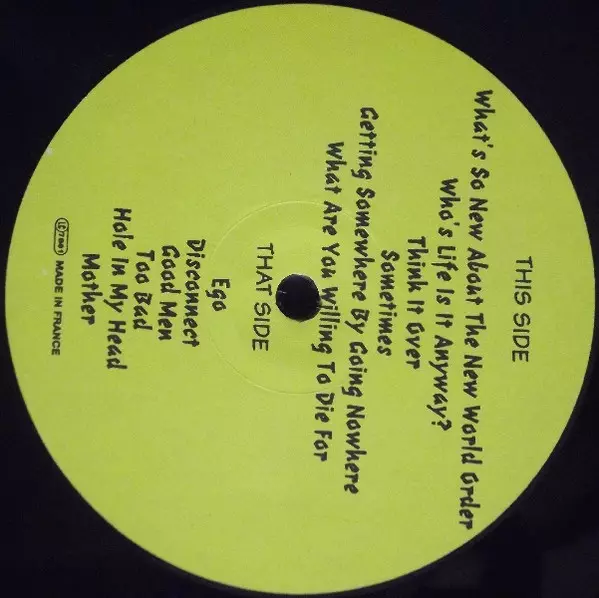 THIS SIDE
What's So New About The New World Order
Who's Life Is It Anyway?
Think It Over
Sometimes
Getting Somewhere By Going Nowhere
What Are You Willing To Die For
THAT SIDE
Ego
Disconnect
Good Men
Too Bad
Hole In My Head
Mother
LC 7801 MADE IN FRANCE